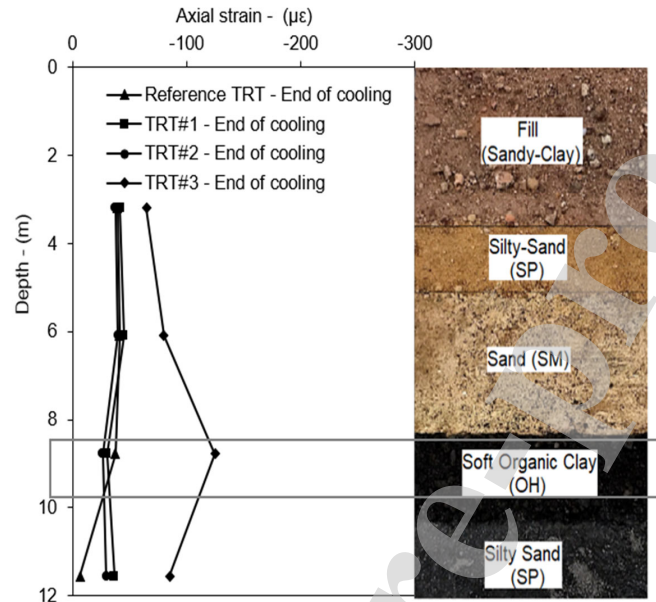 Axial strain - (με)
0 -100 -200 -300
0
2
4
6
8
10
12
Depth - (m)
Reference TRT - End of cooling
TRT#1 - End of cooling
TRT#2 - End of cooling
TRT#3 - End of cooling
Fill
(Sandy-Clay)
Silty-Sand
(SP)
Sand (SM)
Soft Organic Clay
(OH)
Silty Sand
(SP)
re-pro